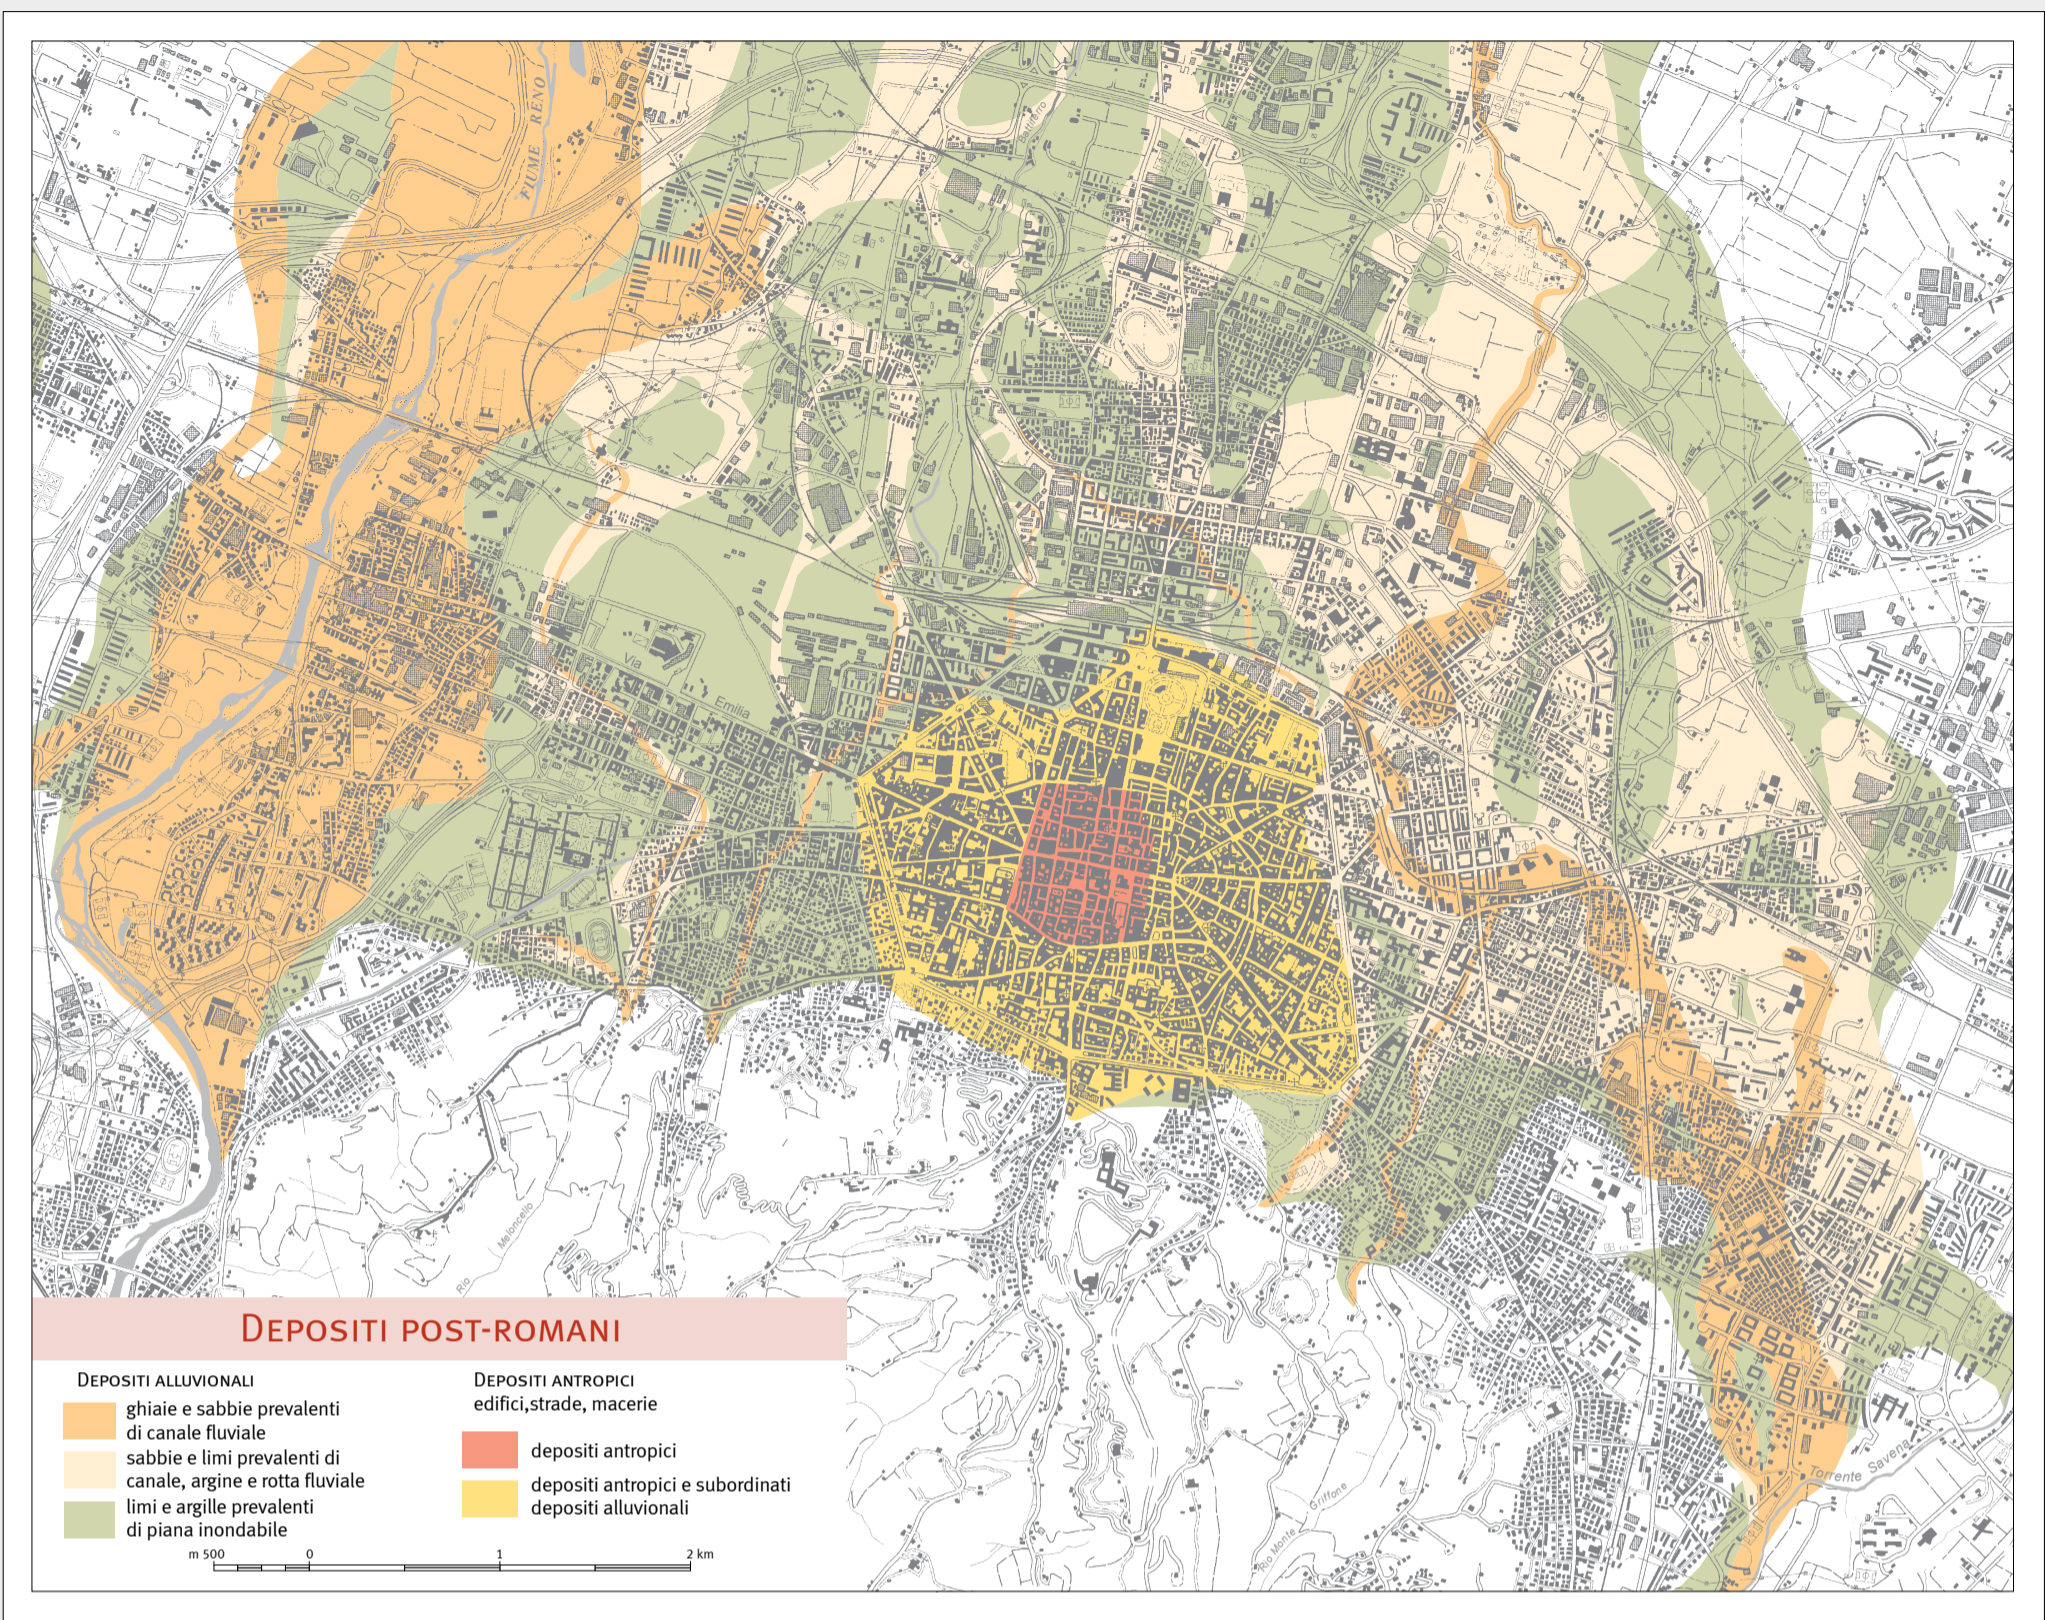 FIUME RENO
Battiferro
Canale
Via
Emilia
Rio
Meloncello
Rio Monte
Griffone
Torrente Savena
DEPOSITI POST-ROMANI
DEPOSITI ALLUVIONALI
ghiaie e sabbie prevalenti
di canale fluviale
sabbie e limi prevalenti di
canale, argine e rotta fluviale
limi e argille prevalenti
di piana inondabile
DEPOSITI ANTROPICI
edifici,strade, macerie
depositi antropici
depositi antropici e subordinati
depositi alluvionali
m 500 0 1 2 km